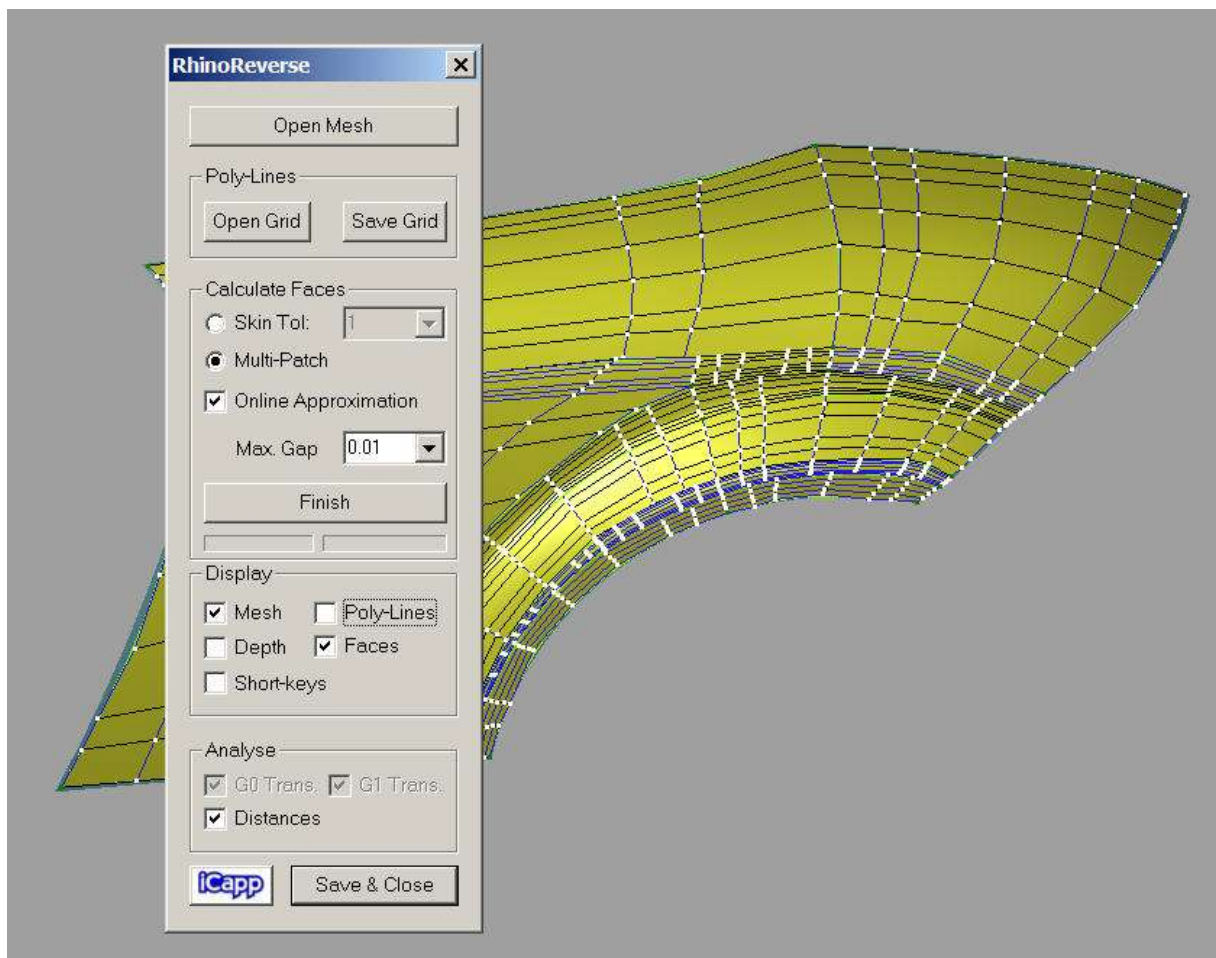 RhinoReverse
Open Mesh
Poly-Lines
Open Grid Save Grid
Calculate Faces
Skin Tol: 1
Multi-Patch
Online Approximation
Max. Gap 0.01
Finish
Display
Mesh Poly-Lines
Depth Faces
Short-keys
Analyse
G0 Trans. G1 Trans.
Distances
iCapp Save & Close